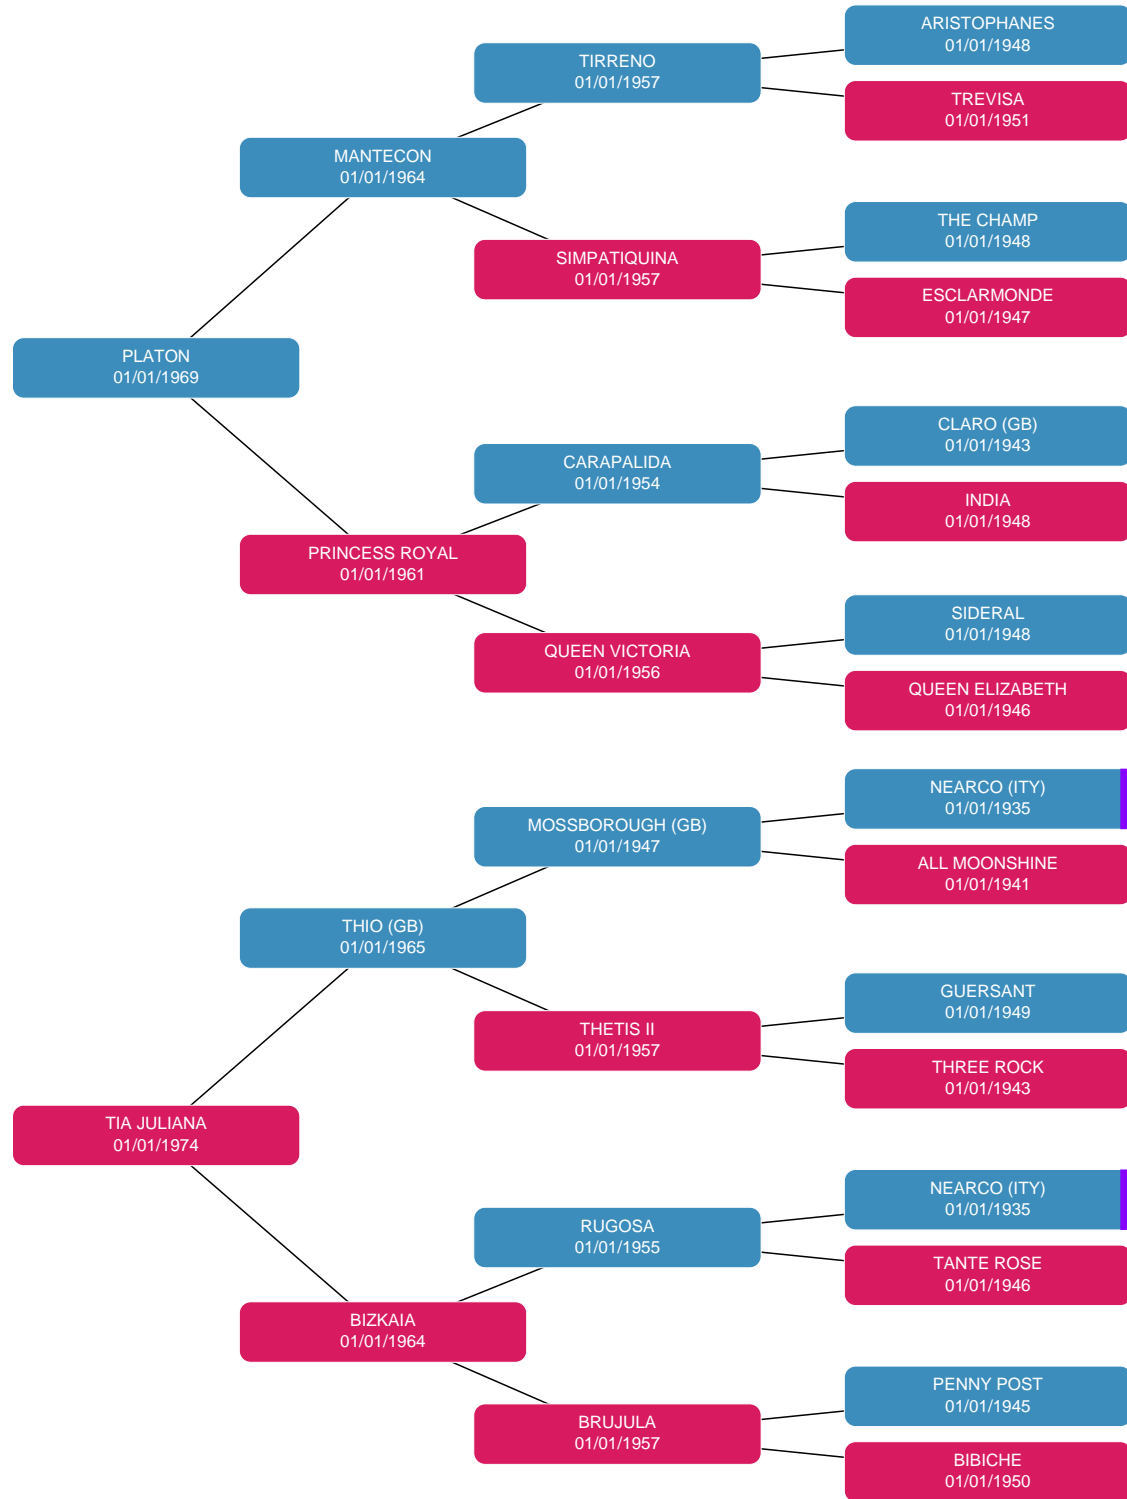 ARISTOPHANES
01/01/1948
TIRRENO
01/01/1957
TREVISA
01/01/1951
MANTECON
01/01/1964
THE CHAMP
01/01/1948
SIMPATIQUINA
01/01/1957
ESCLARMONDE
01/01/1947
PLATON
01/01/1969
CLARO (GB)
01/01/1943
CARAPALIDA
01/01/1954
INDIA
01/01/1948
PRINCESS ROYAL
01/01/1961
SIDERAL
01/01/1948
QUEEN VICTORIA
01/01/1956
QUEEN ELIZABETH
01/01/1946
NEARCO (ITY)
01/01/1935
MOSSBOROUGH (GB)
01/01/1947
ALL MOONSHINE
01/01/1941
THIO (GB)
01/01/1965
GUERSANT
01/01/1949
THETIS II
01/01/1957
THREE ROCK
01/01/1943
TIA JULIANA
01/01/1974
NEARCO (ITY)
01/01/1935
RUGOSA
01/01/1955
TANTE ROSE
01/01/1946
BIZKAIA
01/01/1964
PENNY POST
01/01/1945
BRUJULA
01/01/1957
BIBICHE
01/01/1950